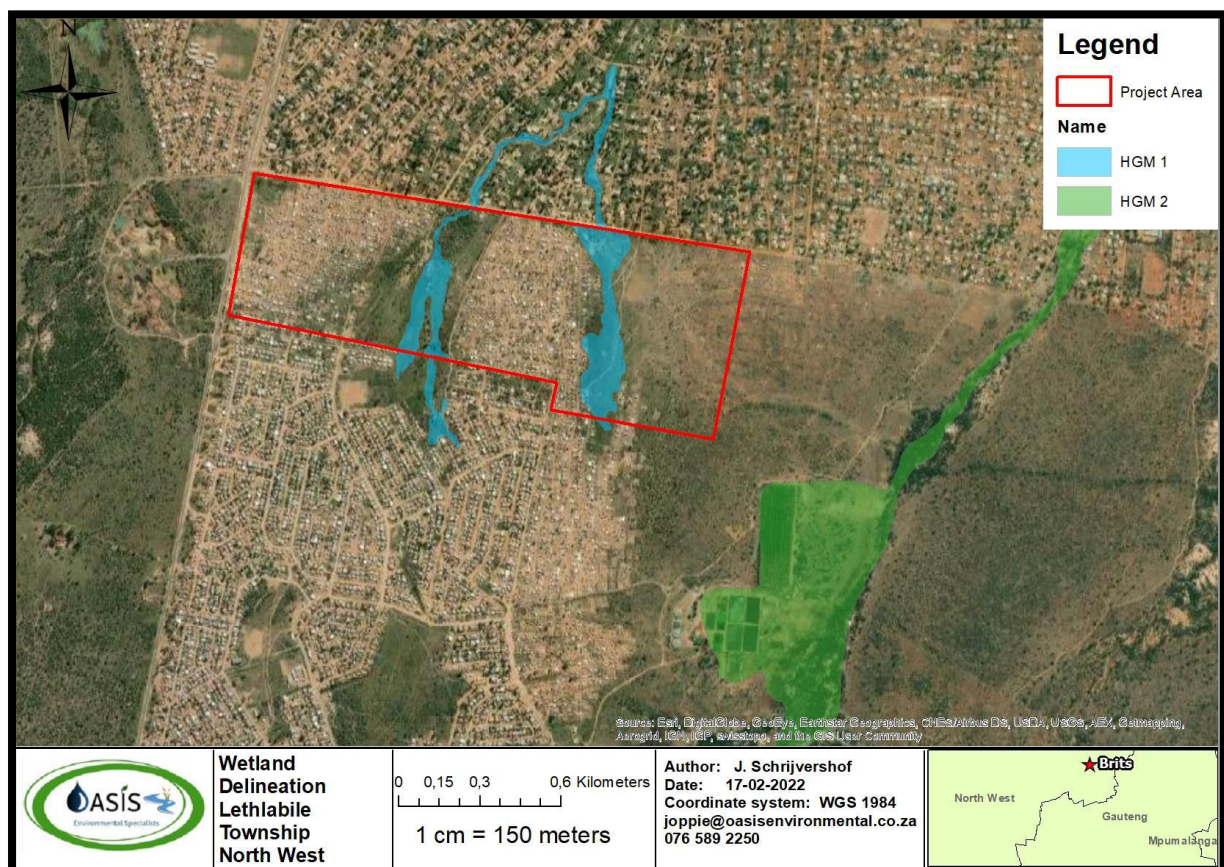 N
Legend
Project Area
Name
HGM 1
HGM 2
Source: Esri, DigitalGlobe, GeoEye, Earthstar Geographics, CNES/Airbus DS, USDA, USGS, AEX, Getmapping,
Aerogrid, IGN, IGP, swisstopo, and the GIS User Community
OASIS
Environmental Specialists
Wetland
Delineation
Lethlabile
Township
North West
0 0,15 0,3 0,6 Kilometers
1 cm = 150 meters
Author: J. Schrijvershof
Date: 17-02-2022
Coordinate system: WGS 1984
joppie@oasisenvironmental.co.za
076 589 2250
Brits
North West
Gauteng
Mpumalanga